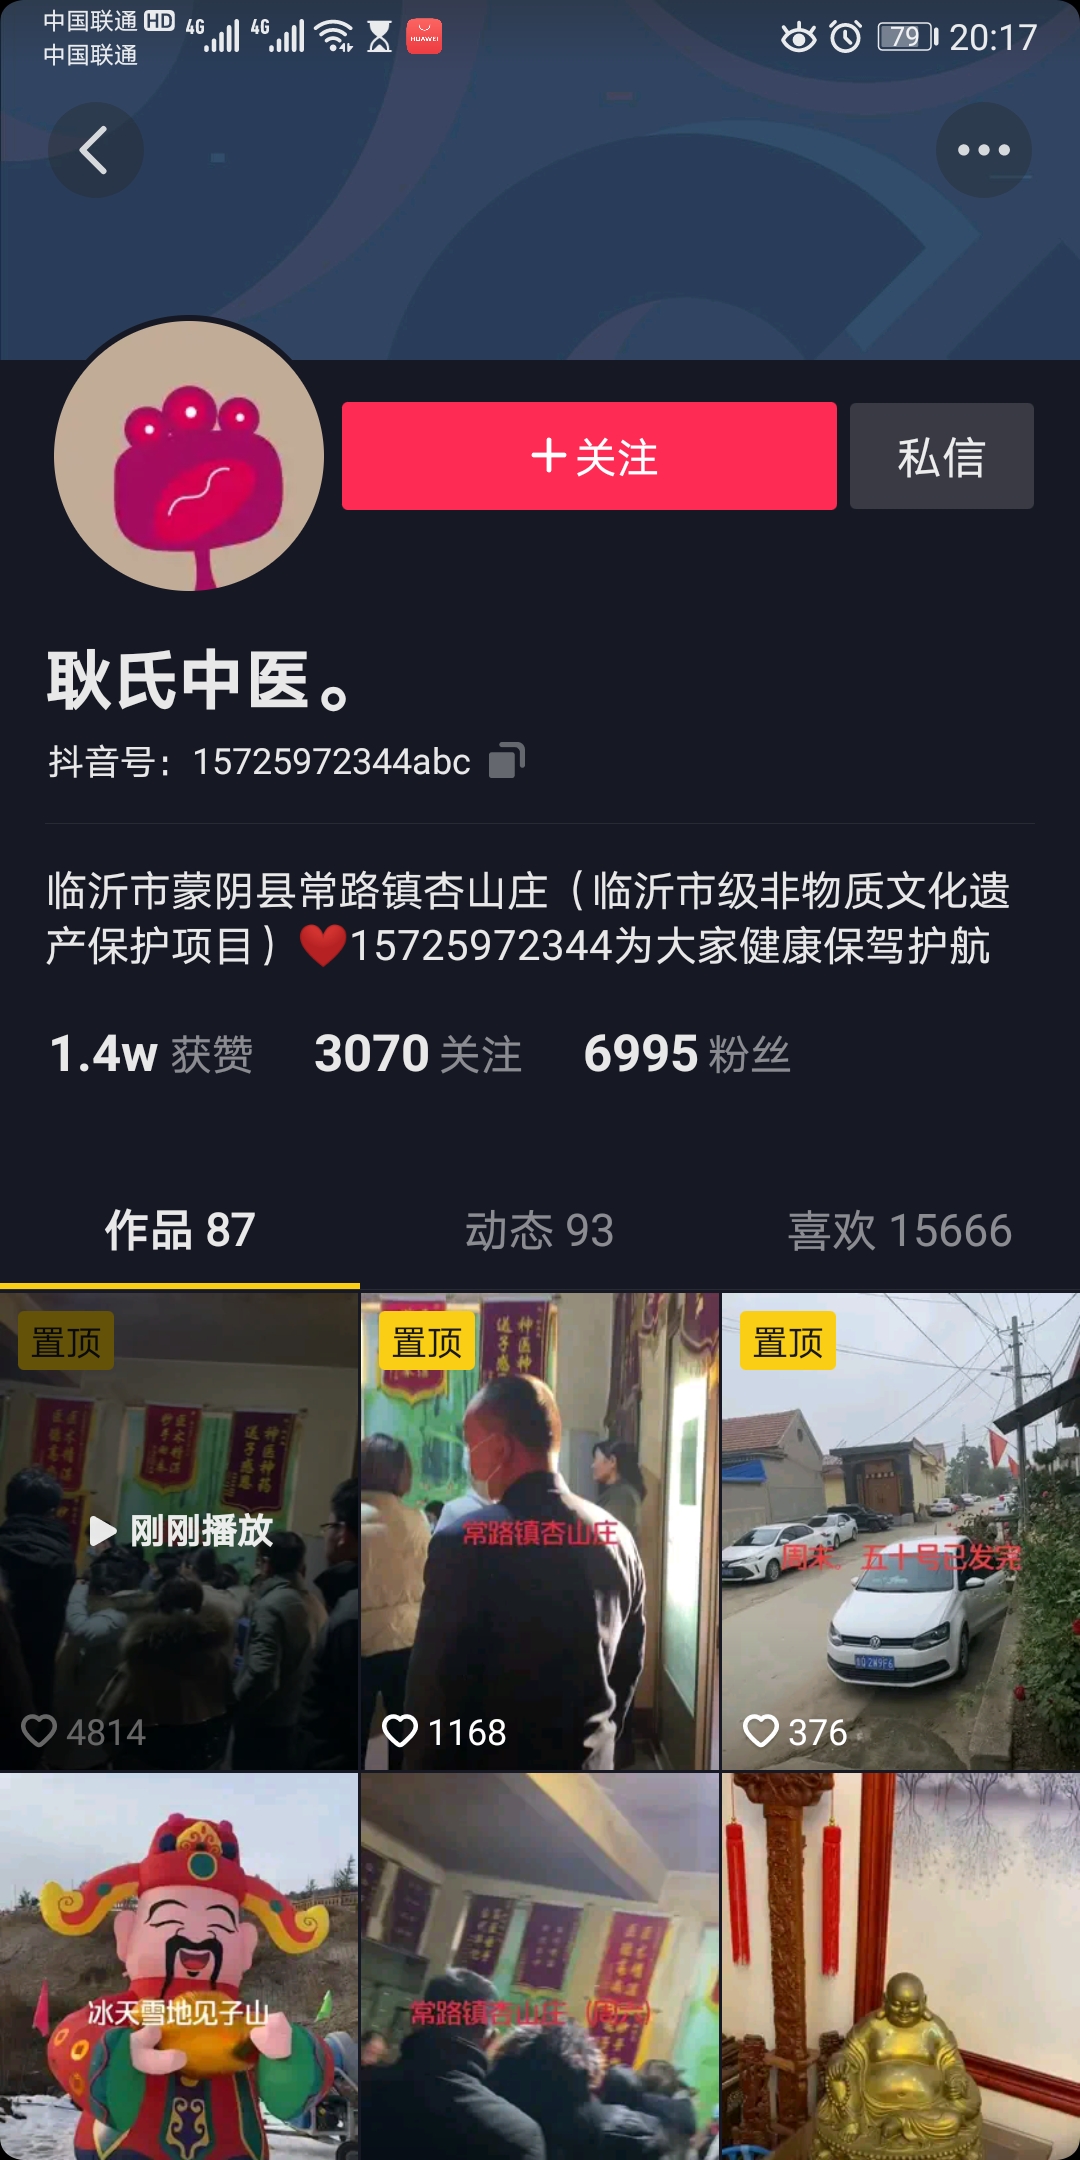 中国联通 HD 4G 4G HUAWEI 79 20:17
中国联通
关注 私信
耿氏中医。
抖音号：15725972344abc
临沂市蒙阴县常路镇杏山庄（临沂市级非物质文化遗
产保护项目）❤️15725972344为大家健康保驾护航
1.4w 获赞 3070 关注 6995 粉丝
作品 87 动态 93 喜欢 15666
置顶
刚刚播放
4814
置顶
常路镇杏山庄
1168
置顶
周末。五十号已发完
376
冰天雪地见子山
常路镇杏山庄（周六）